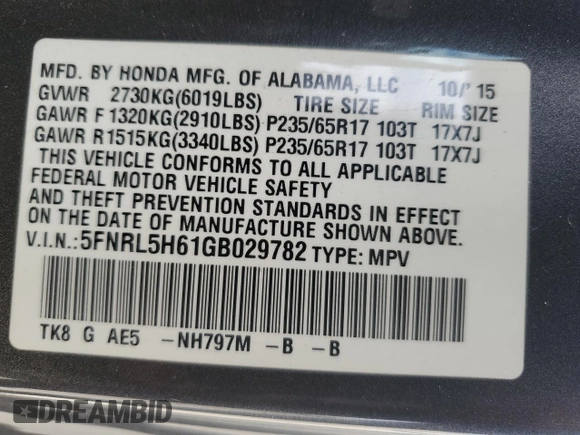 MFD. BY HONDA MFG. OF ALABAMA, LLC 10/'15
GVWR 2730KG(6019LBS) TIRE SIZE RIM SIZE
GAWR F 1320KG(2910LBS) P235/65R17 103T 17X7J
GAWR R1515KG(3340LBS) P235/65R17 103T 17X7J
THIS VEHICLE CONFORMS TO ALL APPLICABLE
FEDERAL MOTOR VEHICLE SAFETY
AND THEFT PREVENTION STANDARDS IN EFFECT
ON THE DATE OF MANUFACTURE SHOWN ABOVE.
V.I.N.:5FNRL5H61GB029782 TYPE: MPV
TK8 G AE5 -NH797M -B -B
DREAMBID